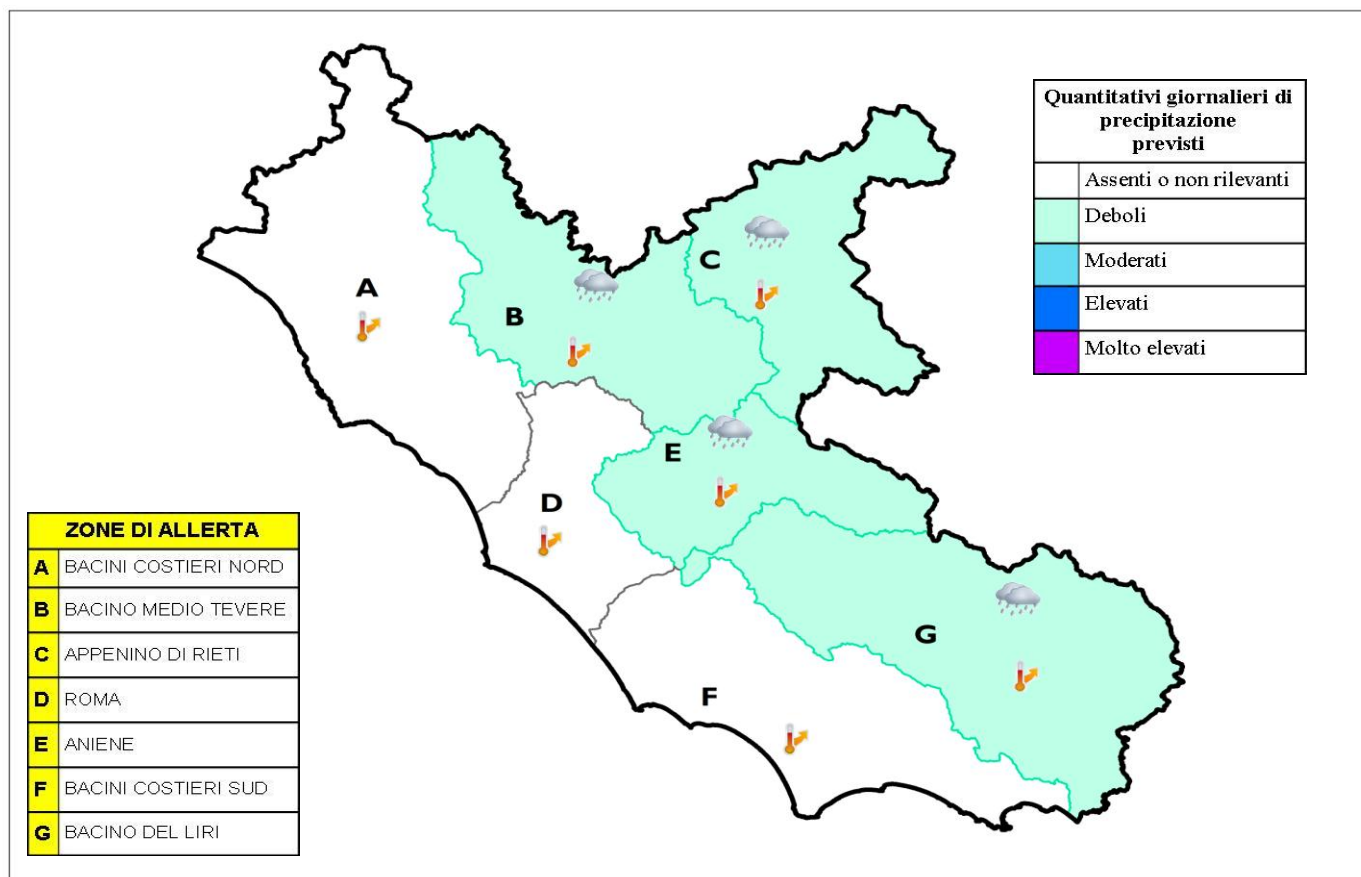 Quantitativi giornalieri di
precipitazione
previsti
Assenti o non rilevanti
Deboli
Moderati
Elevati
Molto elevati
A
B
C
D
E
F
G
ZONE DI ALLERTA
A BACINI COSTIERI NORD
B BACINO MEDIO TEVERE
C APPENINO DI RIETI
D ROMA
E ANIENE
F BACINI COSTIERI SUD
G BACINO DEL LIRI